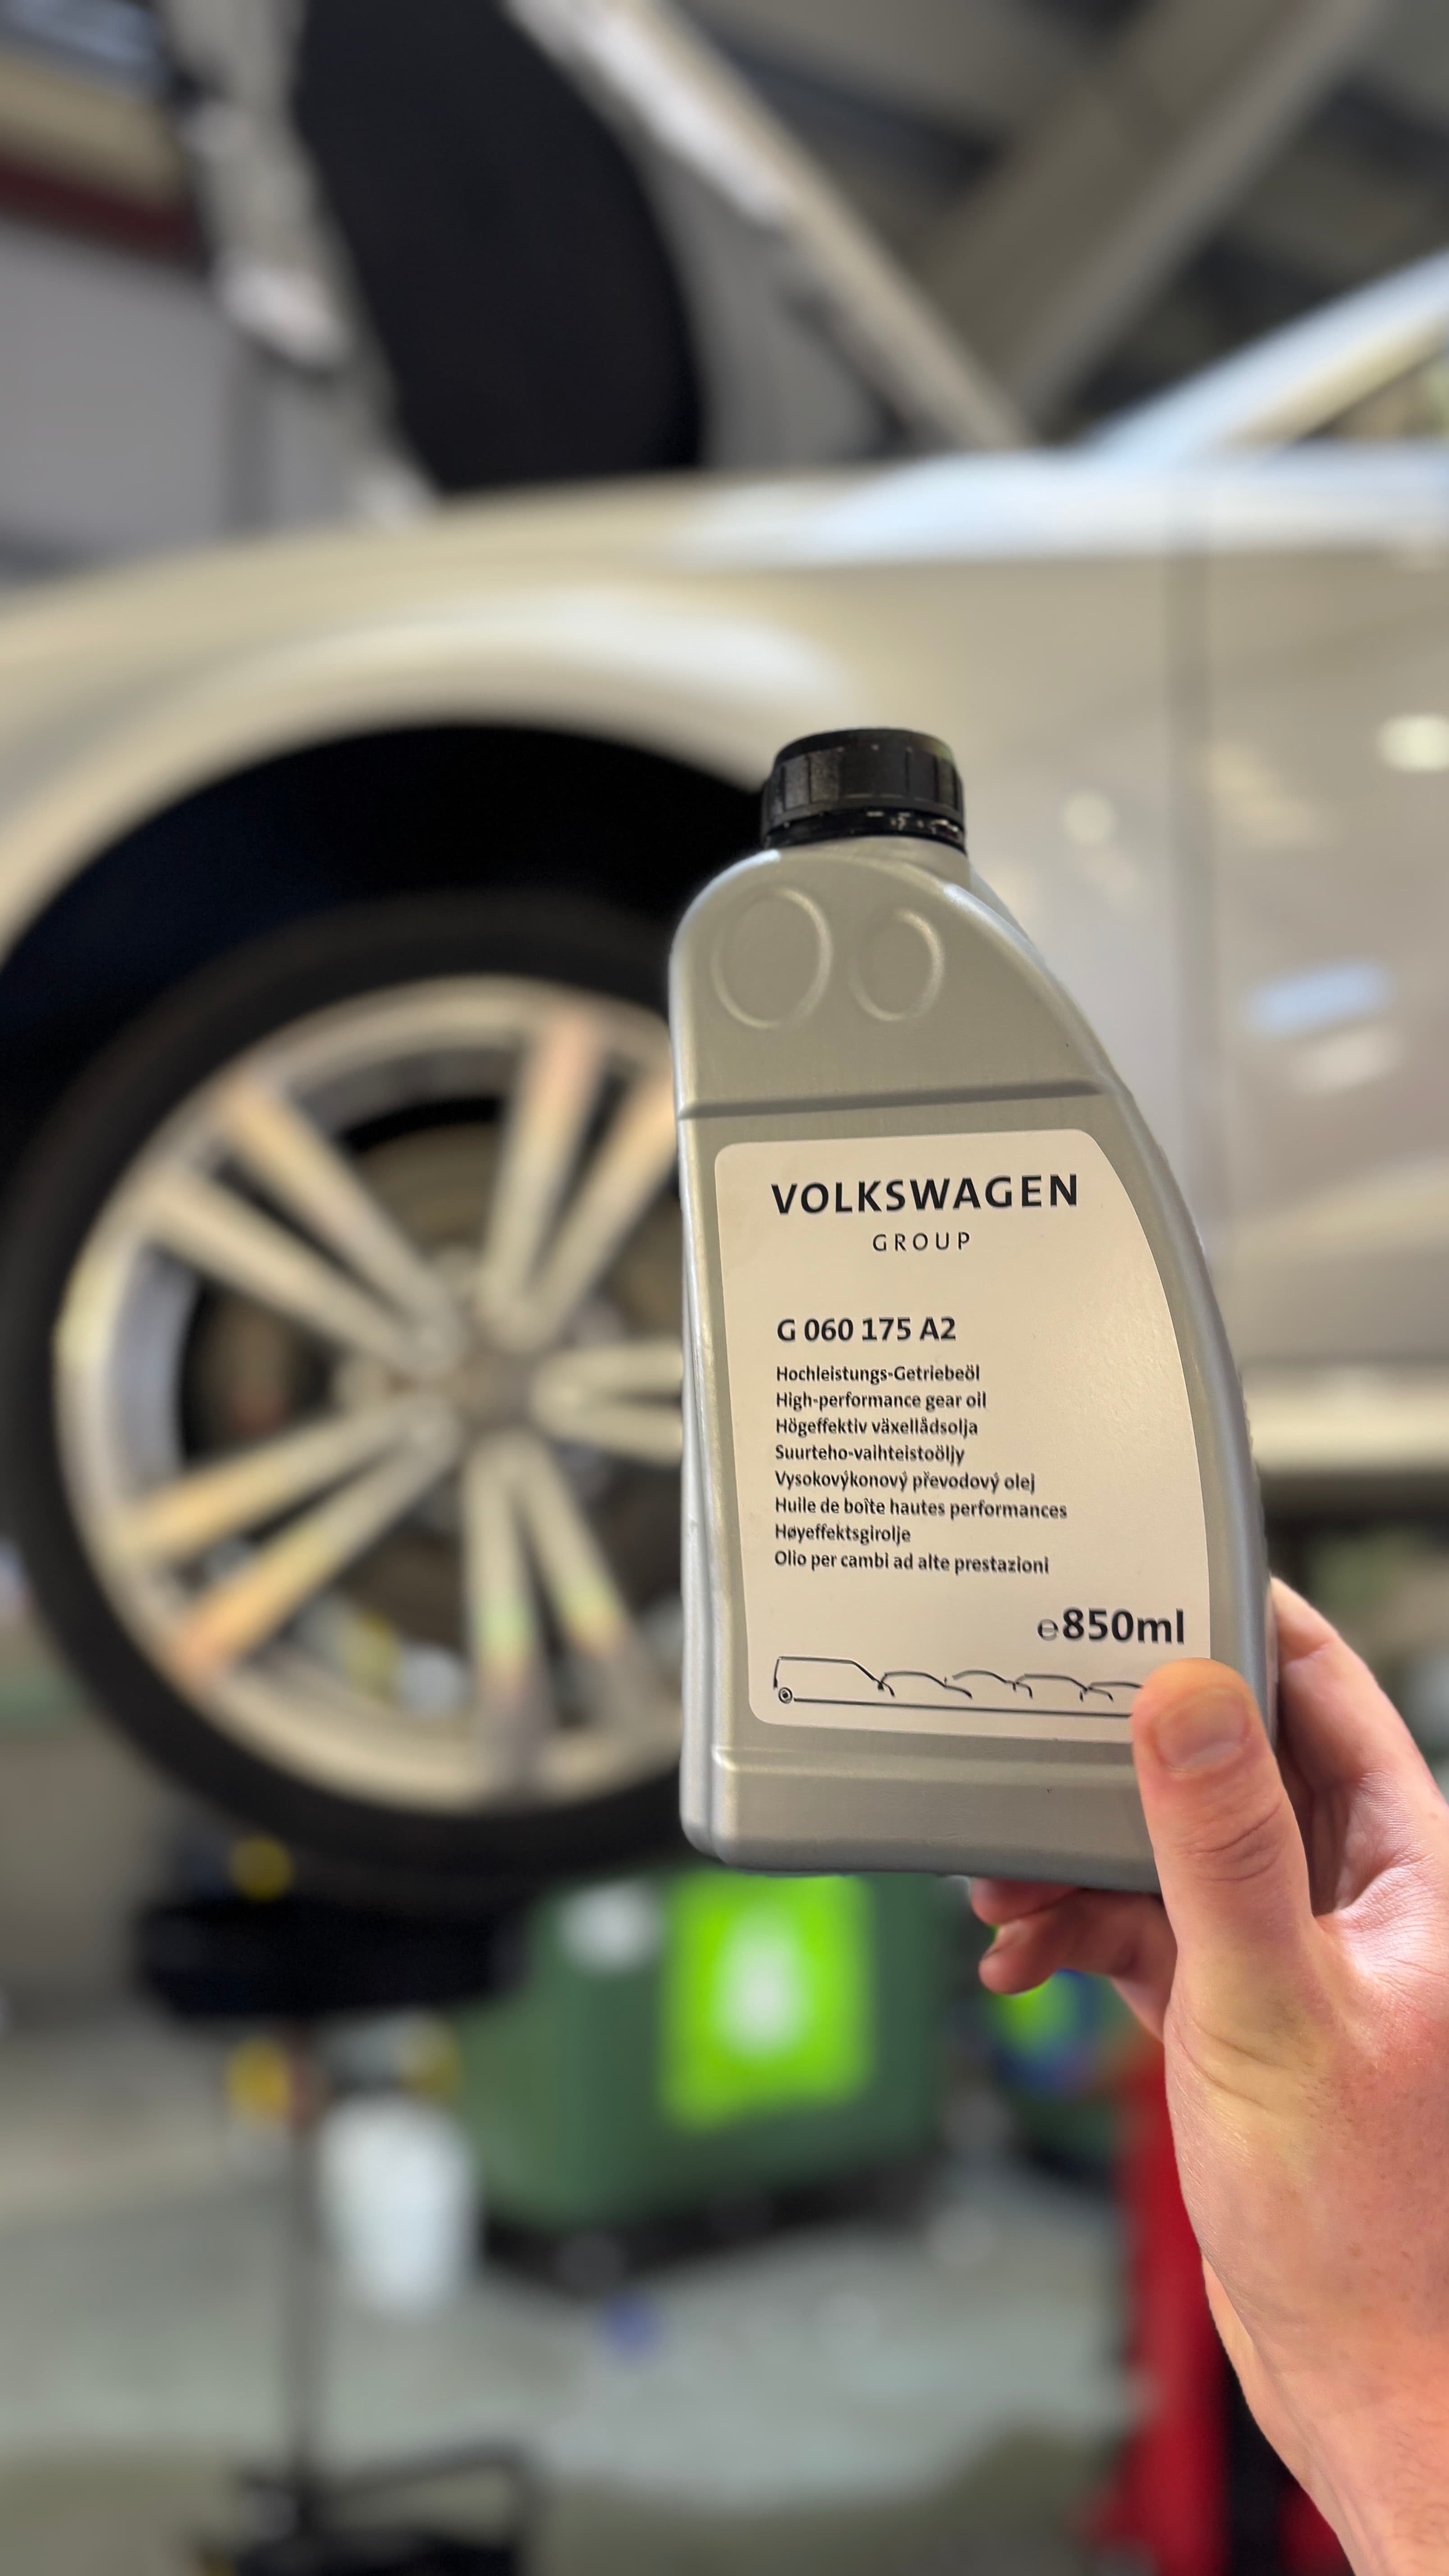 VOLKSWAGEN
GROUP
G 060 175 A2
Hochleistungs-Getriebeöl
High-performance gear oil
Högeffektiv växellådsolja
Suurteho-vaihteistoöljy
Vysokovýkonový převodový olej
Huile de boîte hautes performances
Høyeffektsgirolje
Olio per cambi ad alte prestazioni
℮850ml